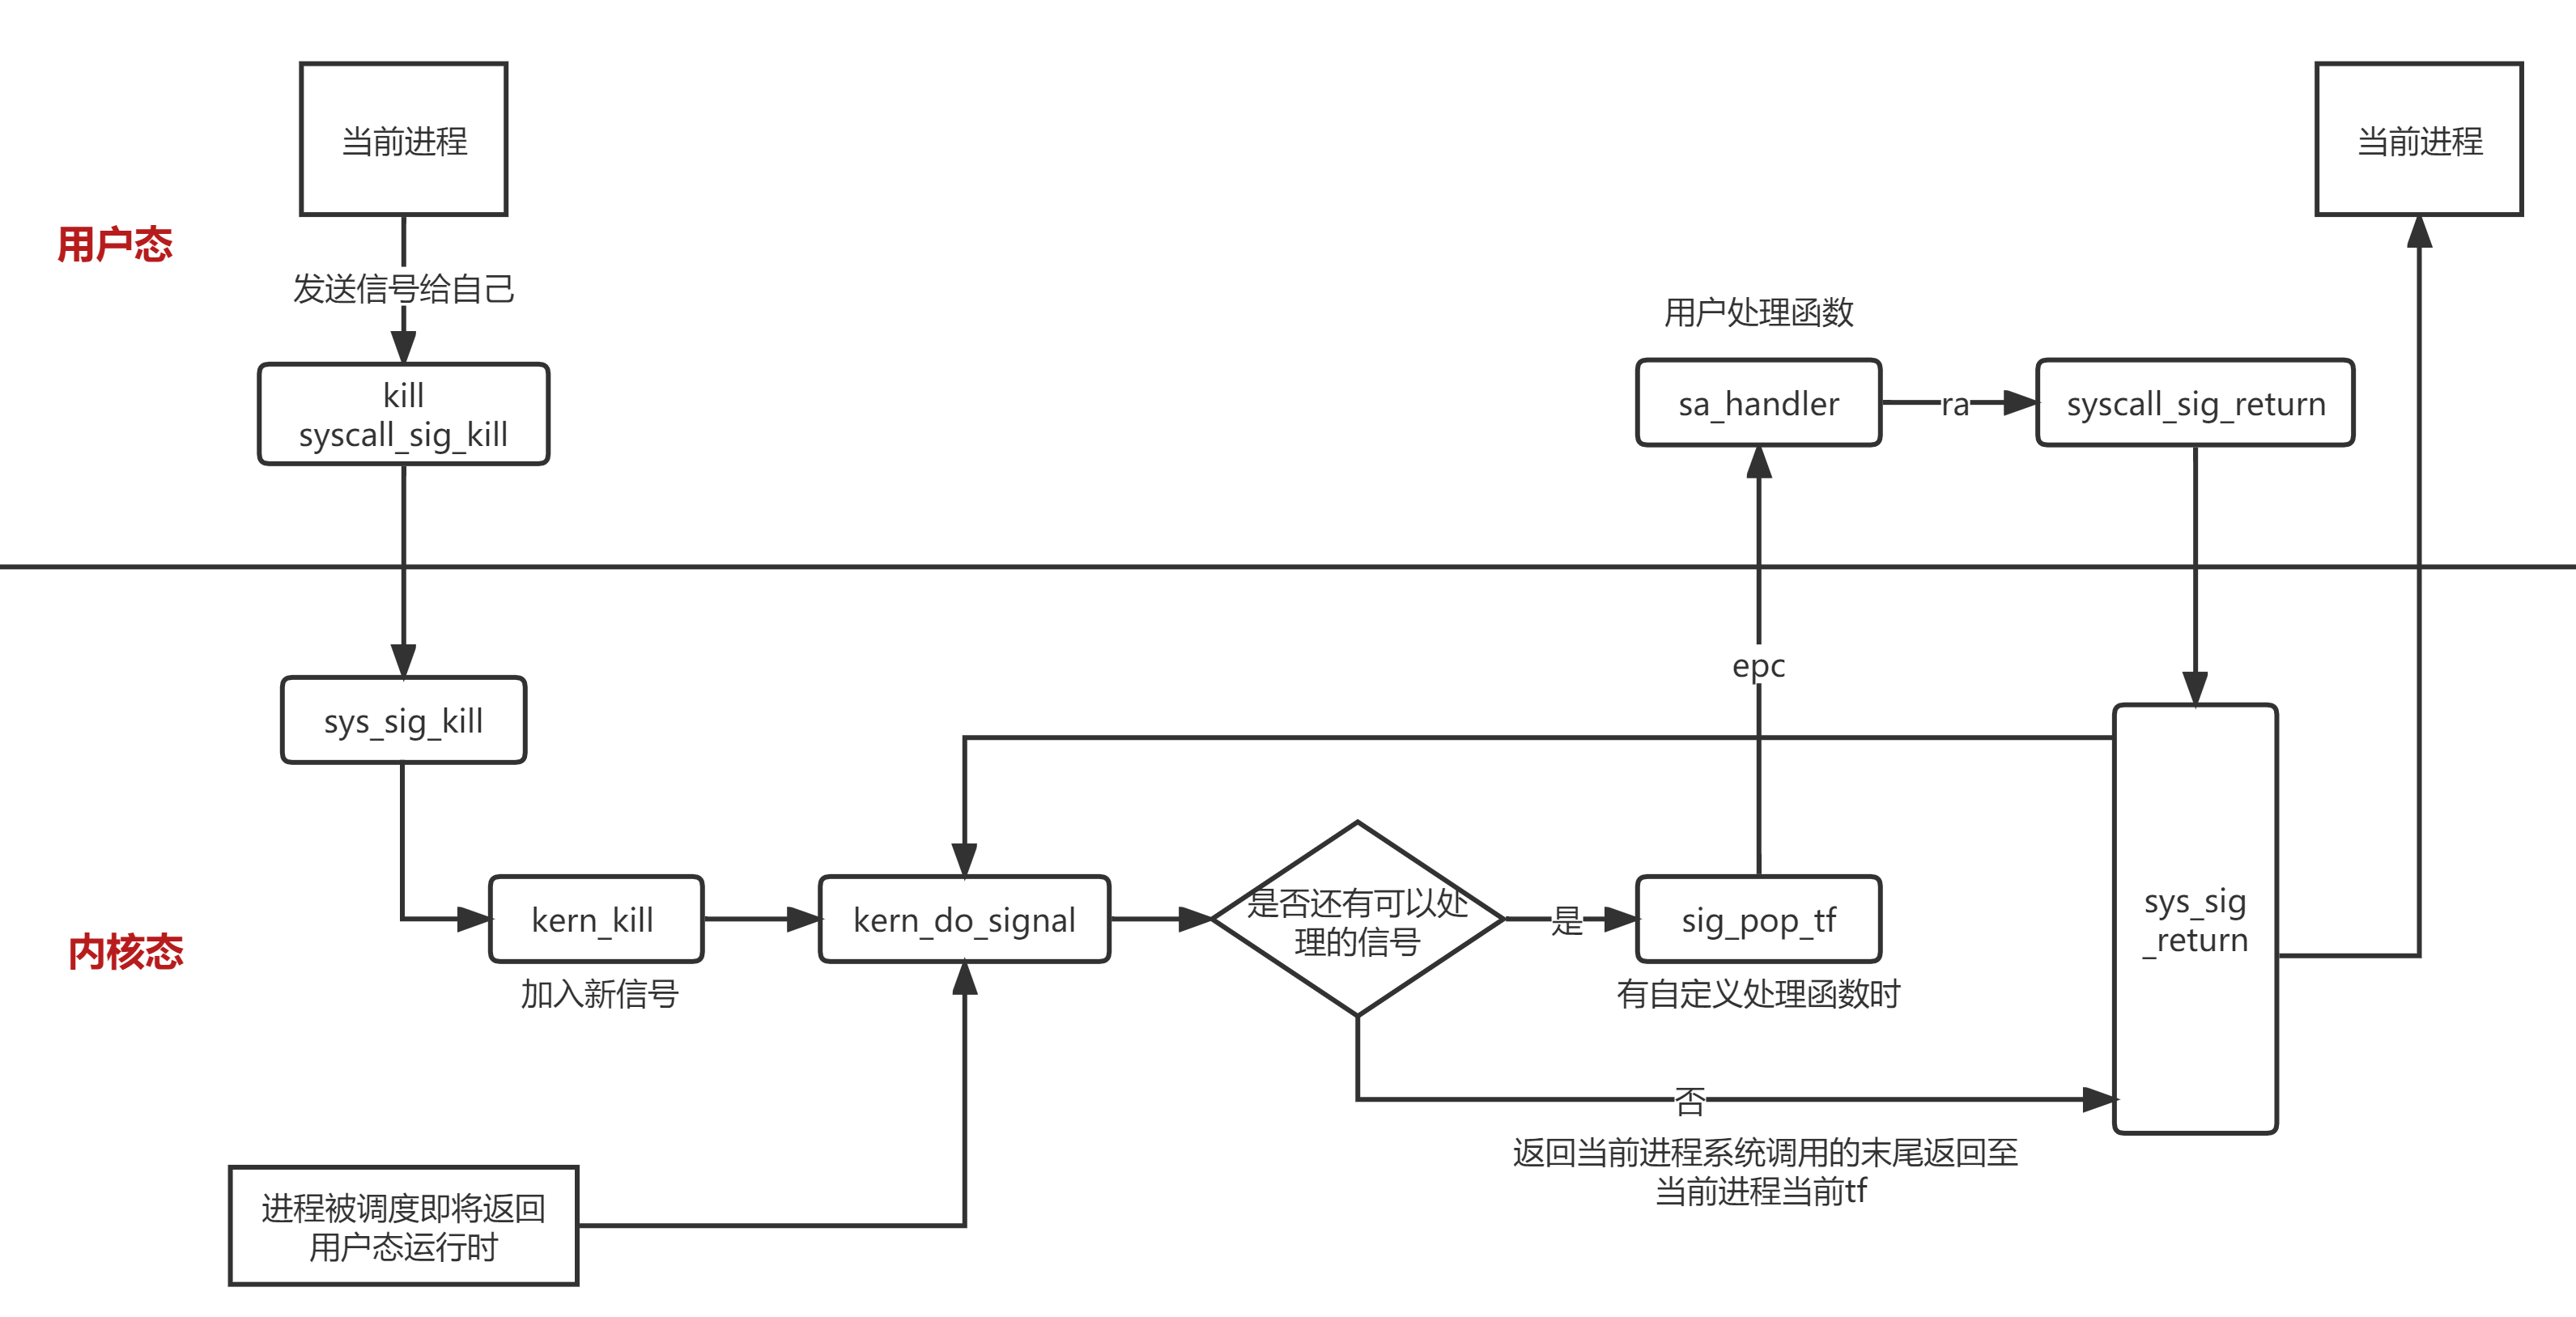 当前进程
当前进程
用户态
发送信号给自己
用户处理函数
kill
syscall_sig_kill
sa_handler
ra
syscall_sig_return
epc
sys_sig_kill
内核态
kern_kill
加入新信号
kern_do_signal
是否还有可以处
理的信号
是
sig_pop_tf
有自定义处理函数时
sys_sig
_return
否
返回当前进程系统调用的末尾返回至
当前进程当前tf
进程被调度即将返回
用户态运行时